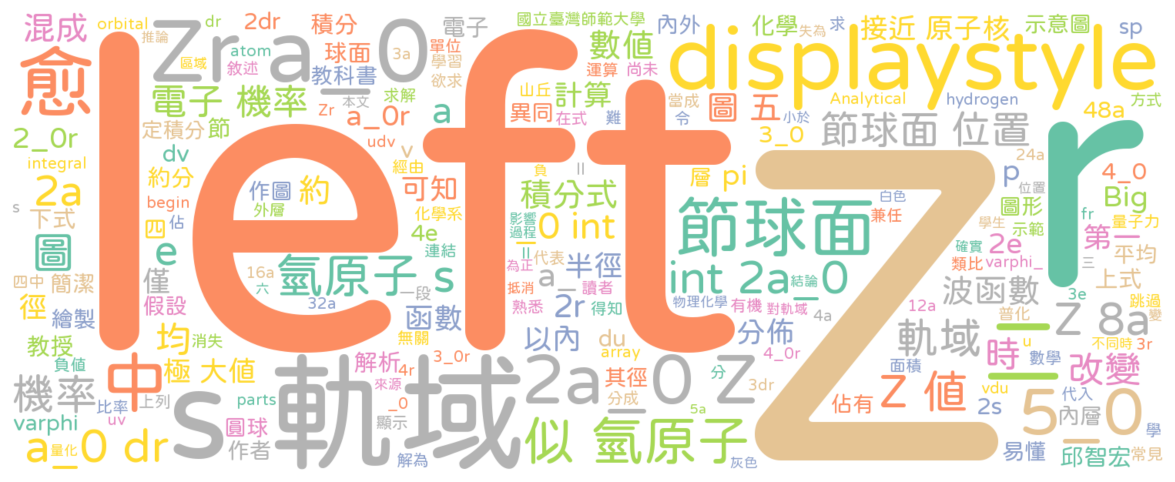 left
Z
r
displaystyle
軌域
s
節球面
Zr a_0
愈
中
圖
2a_0 Z
似 氫原子
氫原子 s
int 2a_0
電子 機率
節球面 位置
積分式
_0 int
Z 值
時
改變
5_0
一 Z 8a
波函數
軌域
機率
a_0 dr
均
極 大值
2a
2_0r
混成
orbital
推論
區域
dr
2dr
atom
敘述
積分
球面
教科書
電子
單位
學習
欲求
3a
國立臺灣師範大學
異同
山丘
運算
在式
數值
尚未
計算
難
內外
化學
失為
求
當成
令
圖
五
Analytical
小於
接近 原子核
hydrogen
示意圖
sp
48a
方式
3_0
層 pi
定積分
節
Zr
本文
求解
a_0r
a
integral
dv
約分
begin
udv
v
經由
作圖
外層
約
可知
化學系
4e
連結
四
佔
uv
下式
s
e
16a
六
32a
一段
函數
無關
四中
簡潔
僅
徑
假設
繪製
教授
負值
消失
解析
3_0r
4r
來源
_0
顯示
解為
varphi
比率
parts
上列
圓球
作者
量化
負
II
影響
過程
II
代表
a_
為正
讀者
抵消
熟悉
得知
半徑
2r
以內
分佈
du
array
4_0r
其徑
分成
3dr
分
5a
結論
物理化學
有機
對軌域
4a
白色
兼任
灰色
面積
佔有
12a
類比
2e
varphi_
確實
學生
p
24a
位置
圖形
示範
Big
fr
第一
三
4_0
量子力
平均
上式
3e
跳過
變
普化
u
數學
不同時
3r
vdu
代入
2s
內層
易懂
學
邱智宏
常見